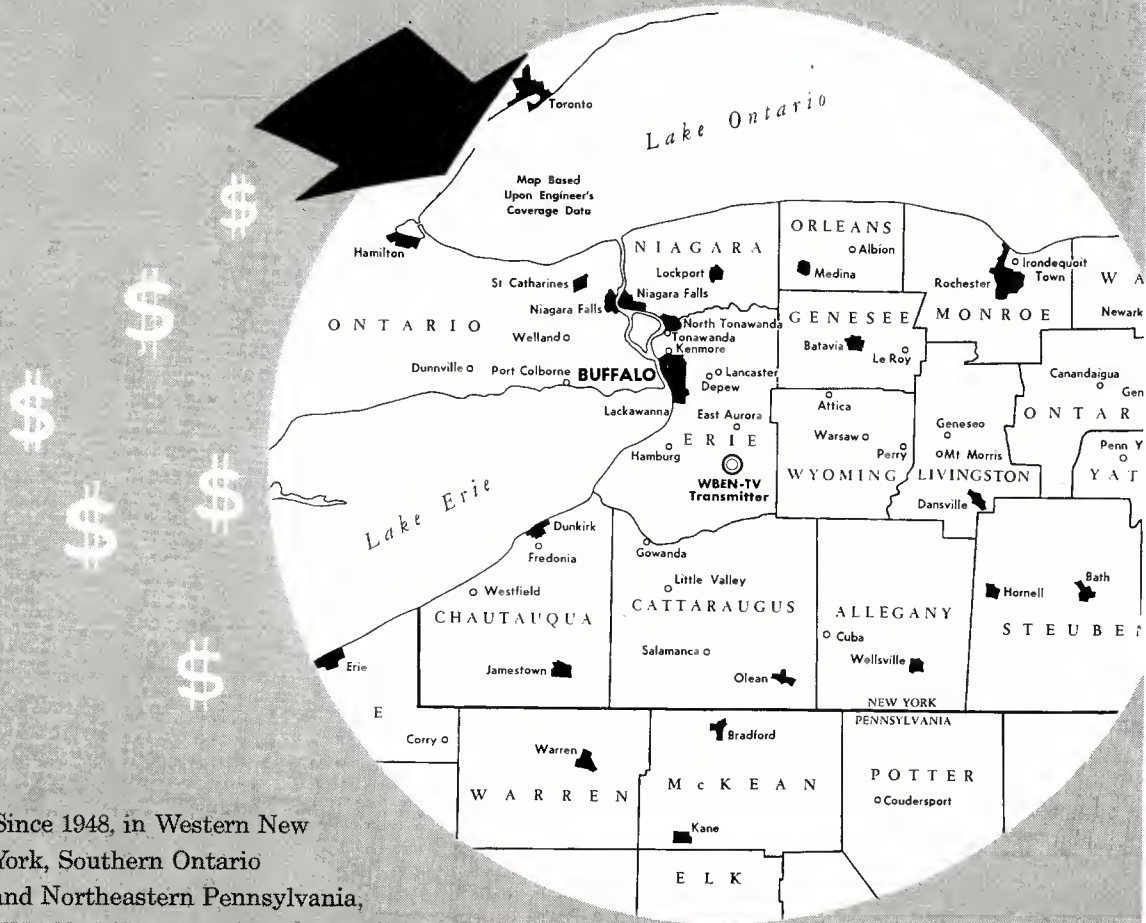 Toronto
Lake Ontario
Map Based
Upon Engineer's
Coverage Data
$
Hamilton
ORLEANS
Albion
NIAGARA
Lockport
Medina
Irondequoit
Town
Rochester
WA
St Catharines
Niagara Falls
Niagara Falls
MONROE
Newark
$
ONTARIO
North Tonawanda
Tonawanda
GENESEE
Welland
Kenmore
Batavia
Le Roy
Dunnville
Port Colborne
BUFFALO
Lancaster
Depew
Canandaigua
Gen
$
Lackawanna
East Aurora
Attica
ONTAR
Geneseo
ERIE
Warsaw
Hamburg
Perry
Mt Morris
Penn Y
WBEN-TV
Transmitter
WYOMING
LIVINGSTON
YAT
$
$
Lake Erie
Dansville
Dunkirk
Fredonia
Gowanda
Little Valley
Westfield
CATTARAUGUS
Hornell
Bath
CHAUTAUQUA
ALLEGANY
STEUBE
Cuba
Salamanca
Wellsville
$
Erie
Jamestown
Olean
NEW YORK
PENNSYLVANIA
E
Corry
Warren
Bradford
WARREN
McKEAN
POTTER
Coudersport
Kane
ELK
Since 1948, in Western New
York, Southern Ontario
and Northeastern Pennsylvania,